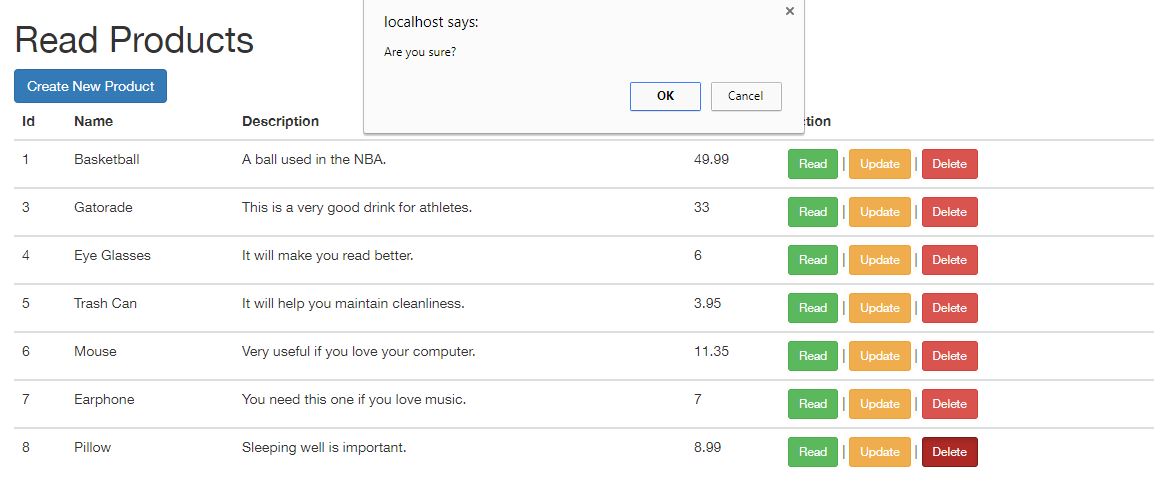 localhost says:
Are you sure?
OK Cancel
Read Products
Create New Product
Id Name Description tion
1 Basketball A ball used in the NBA. 49.99 Read | Update | Delete
3 Gatorade This is a very good drink for athletes. 33 Read | Update | Delete
4 Eye Glasses It will make you read better. 6 Read | Update | Delete
5 Trash Can It will help you maintain cleanliness. 3.95 Read | Update | Delete
6 Mouse Very useful if you love your computer. 11.35 Read | Update | Delete
7 Earphone You need this one if you love music. 7 Read | Update | Delete
8 Pillow Sleeping well is important. 8.99 Read | Update | Delete